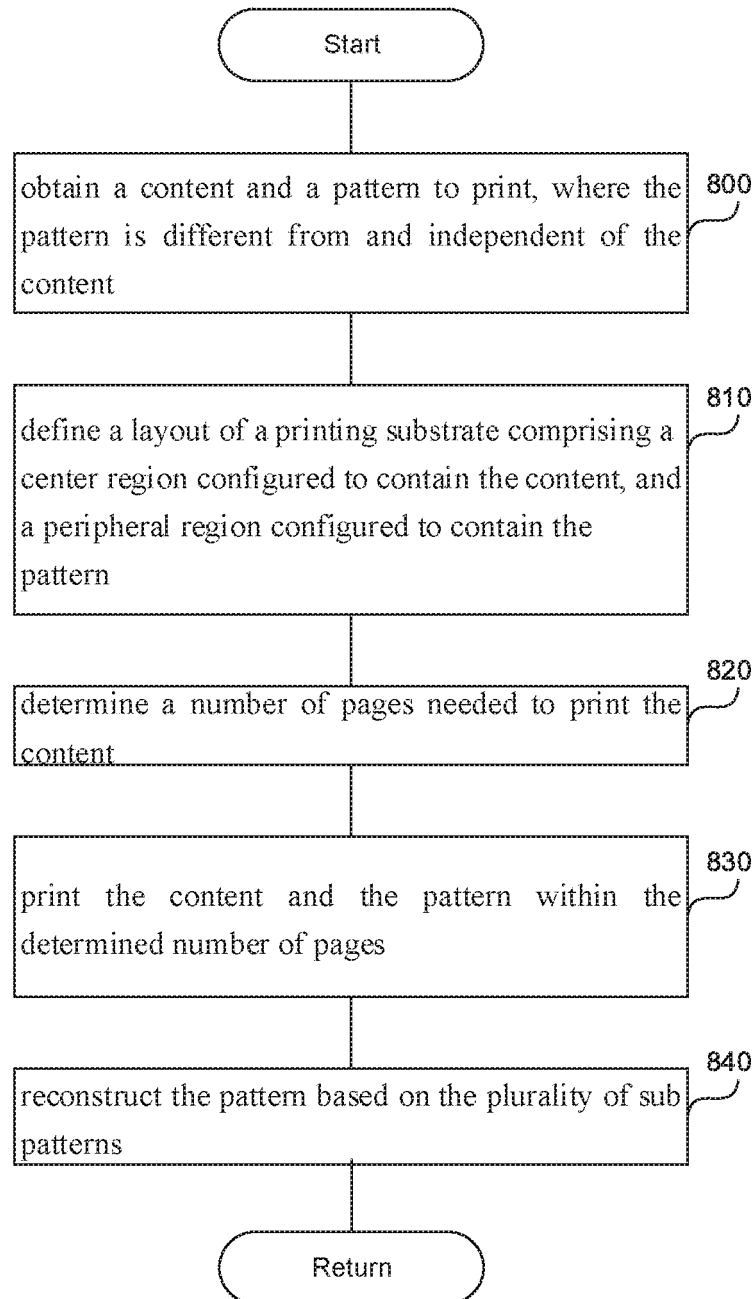 Start
obtain a content and a pattern to print, where the
pattern is different from and independent of the
content
800
define a layout of a printing substrate comprising a
center region configured to contain the content, and
a peripheral region configured to contain the
pattern
810
determine a number of pages needed to print the
content
820
print the content and the pattern within the
determined number of pages
830
reconstruct the pattern based on the plurality of sub
patterns
840
Return